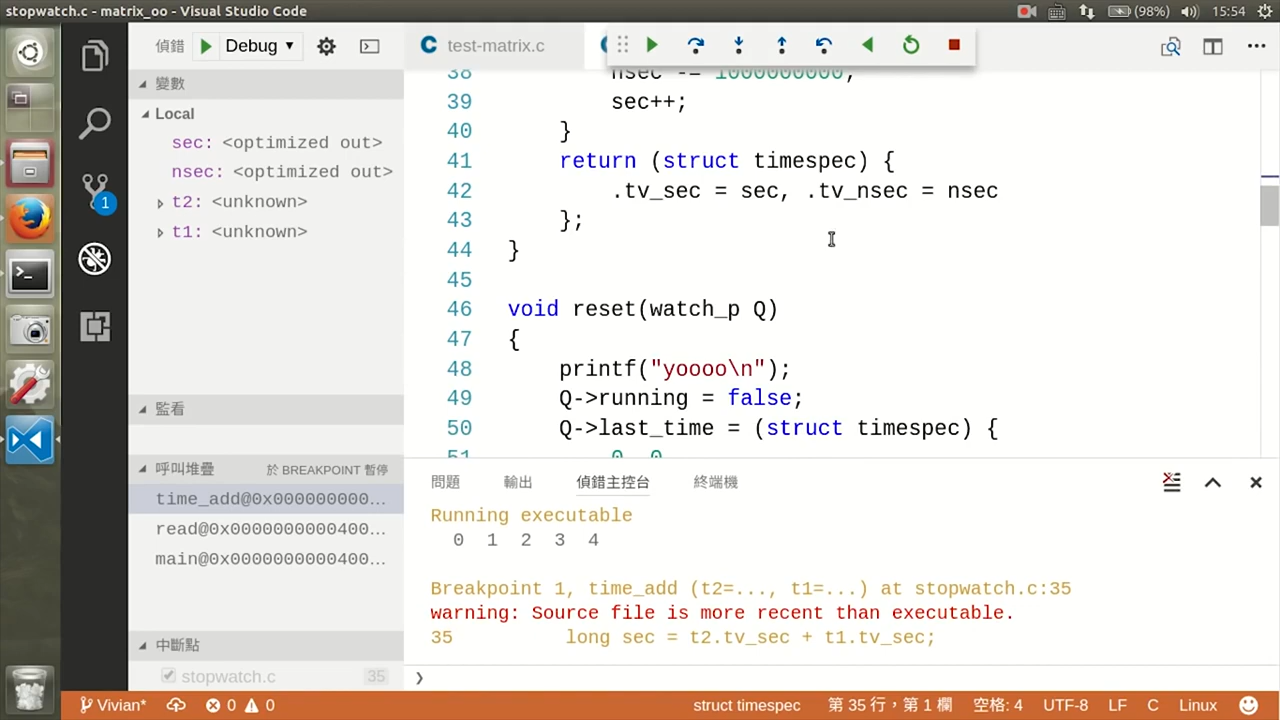 stopwatch.c - matrix_oo - Visual Studio Code
(98%)
15:54
偵錯
Debug
test-matrix.c
變數
Local
sec: <optimized out>
nsec: <optimized out>
t2: <unknown>
t1: <unknown>
監看
呼叫堆疊
於 BREAKPOINT 暫停
time_add@0x000000000...
read@0x0000000000400...
main@0x0000000000400...
中斷點
stopwatch.c
35
1
38 nsec -= 1000000000;
39 sec++;
40 }
41 return (struct timespec) {
42 .tv_sec = sec, .tv_nsec = nsec
43 };
44 }
45
46 void reset(watch_p Q)
47 {
48 printf("yoooo\n");
49 Q->running = false;
50 Q->last_time = (struct timespec) {
51 0, 0
問題 輸出 偵錯主控台 終端機
Running executable
0 1 2 3 4
Breakpoint 1, time_add (t2=..., t1=...) at stopwatch.c:35
warning: Source file is more recent than executable.
35 long sec = t2.tv_sec + t1.tv_sec;
Vivian*
0
0
struct timespec
第 35 行，第 1 欄
空格: 4
UTF-8
LF
C
Linux